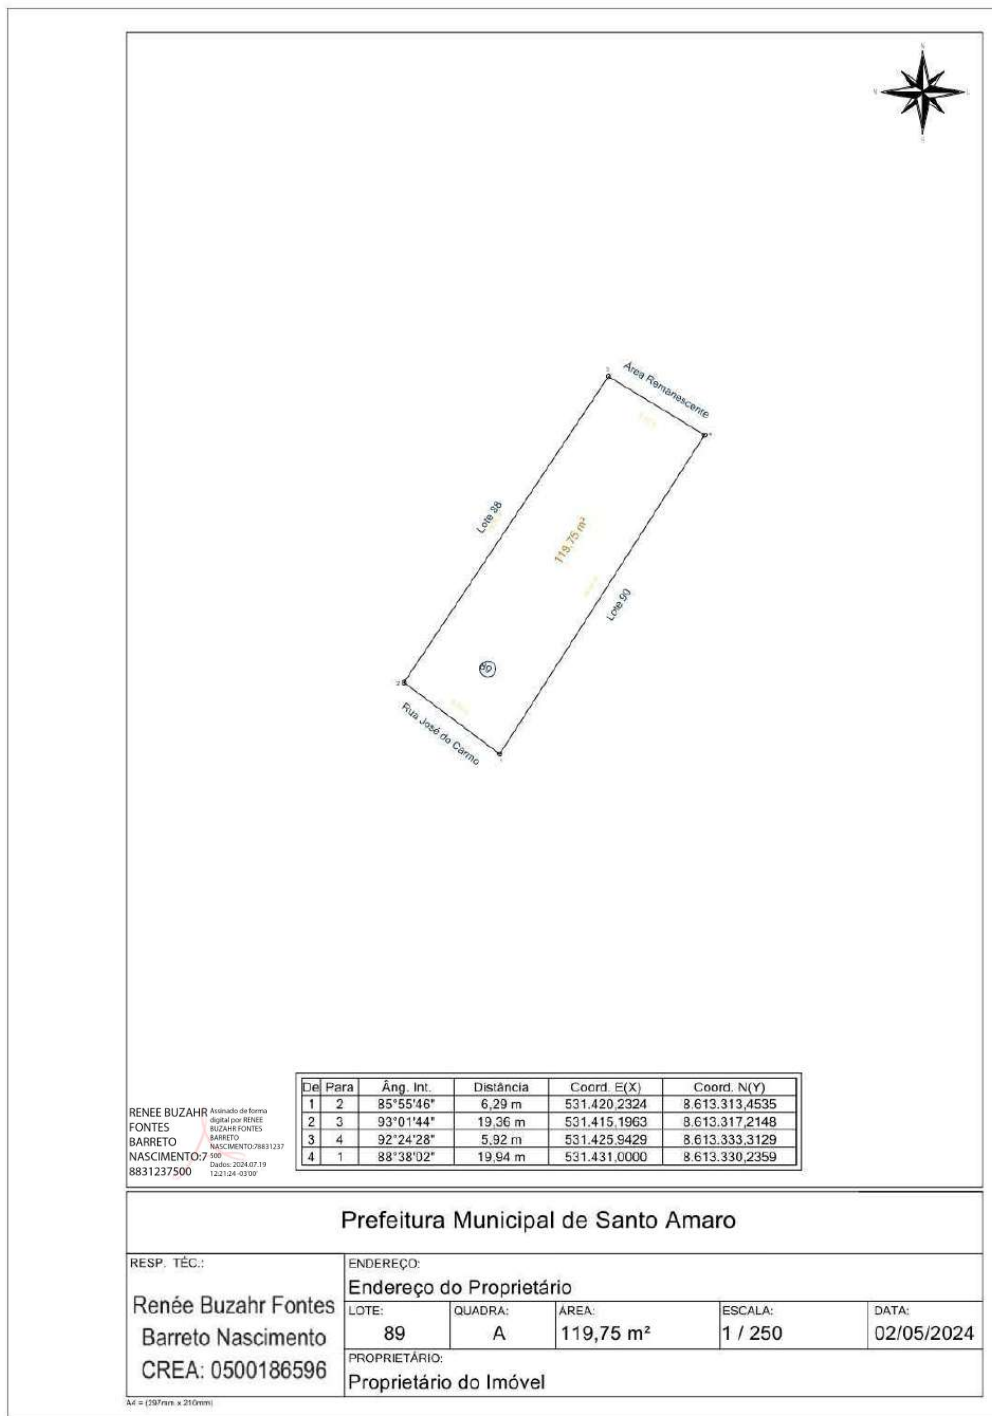 N
L
S
Área Remanescente
Lote 88
119,75 m²
Lote 90
89
2
Rua José do Carmo
1
De Para Âng. Int. Distância Coord. E(X) Coord. N(Y)
1 2 85°55'46" 6,29 m 531.420,2324 8.613.313,4535
2 3 93°01'44" 19,36 m 531.415,1963 8.613.317,2148
3 4 92°24'28" 5,92 m 531.425,9429 8.613.333,3129
4 1 88°38'02" 19,94 m 531.431,0000 8.613.330,2359
RENEE BUZAHR
FONTES
BARRETO
NASCIMENTO:7
8831237500
Assinado de forma
digital por RENEE
BUZAHR FONTES
BARRETO
NASCIMENTO:78831237
500
Dados: 2024.07.19
12:21:24 -03'00'
Prefeitura Municipal de Santo Amaro
RESP. TÉC.:
Renée Buzahr Fontes
Barreto Nascimento
CREA: 0500186596
ENDEREÇO:
Endereço do Proprietário
LOTE: QUADRA: ÁREA: ESCALA: DATA:
89 A 119,75 m² 1 / 250 02/05/2024
PROPRIETÁRIO:
Proprietário do Imóvel
A4 = (297mm x 210mm)